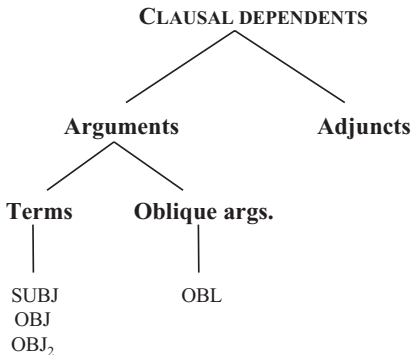 CLAUSAL DEPENDENTS
Arguments Adjuncts
Terms Oblique args.
SUBJ OBL
OBJ
OBJ₂